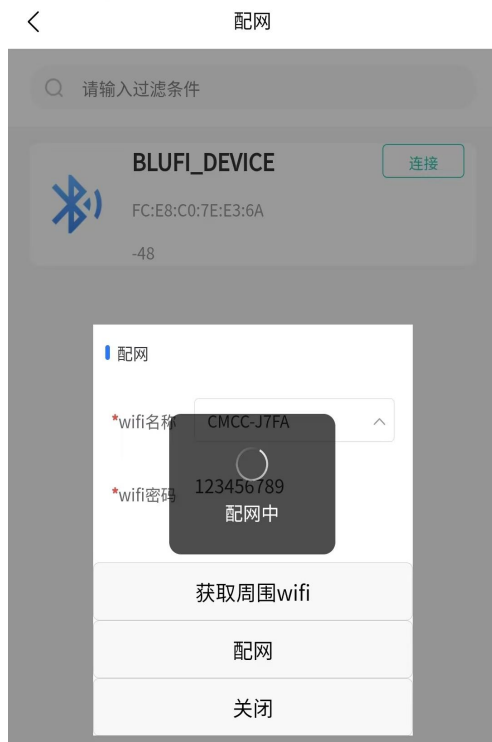 配网
请输入过滤条件
BLUFI_DEVICE
连接
FC:E8:C0:7E:E3:6A
-48
配网
*wifi名称 CMCC-J7FA
*wifi密码 123456789
配网中
获取周围wifi
配网
关闭